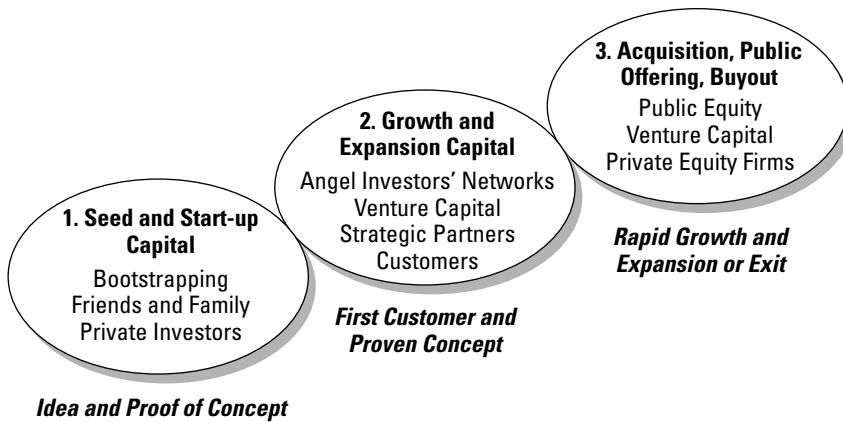 1. Seed and Start-up
Capital
Bootstrapping
Friends and Family
Private Investors
Idea and Proof of Concept
2. Growth and
Expansion Capital
Angel Investors’ Networks
Venture Capital
Strategic Partners
Customers
First Customer and
Proven Concept
3. Acquisition, Public
Offering, Buyout
Public Equity
Venture Capital
Private Equity Firms
Rapid Growth and
Expansion or Exit